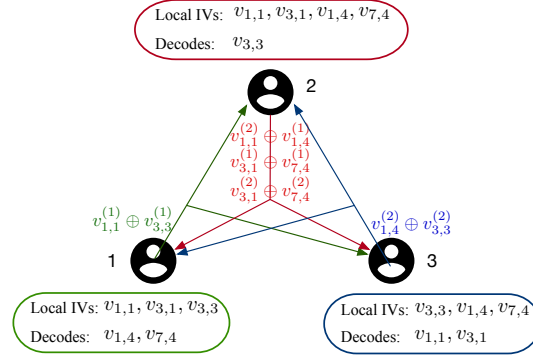 Local IVs: v_{1,1}, v_{3,1}, v_{1,4}, v_{7,4}
Decodes: v_{3,3}
2
v_{1,1}^{(2)} ⊕ v_{1,4}^{(1)}
v_{3,1}^{(1)} ⊕ v_{7,4}^{(1)}
v_{3,1}^{(2)} ⊕ v_{7,4}^{(2)}
v_{1,1}^{(1)} ⊕ v_{3,3}^{(1)}
v_{1,4}^{(2)} ⊕ v_{3,3}^{(2)}
1
3
Local IVs: v_{1,1}, v_{3,1}, v_{3,3}
Decodes: v_{1,4}, v_{7,4}
Local IVs: v_{3,3}, v_{1,4}, v_{7,4}
Decodes: v_{1,1}, v_{3,1}